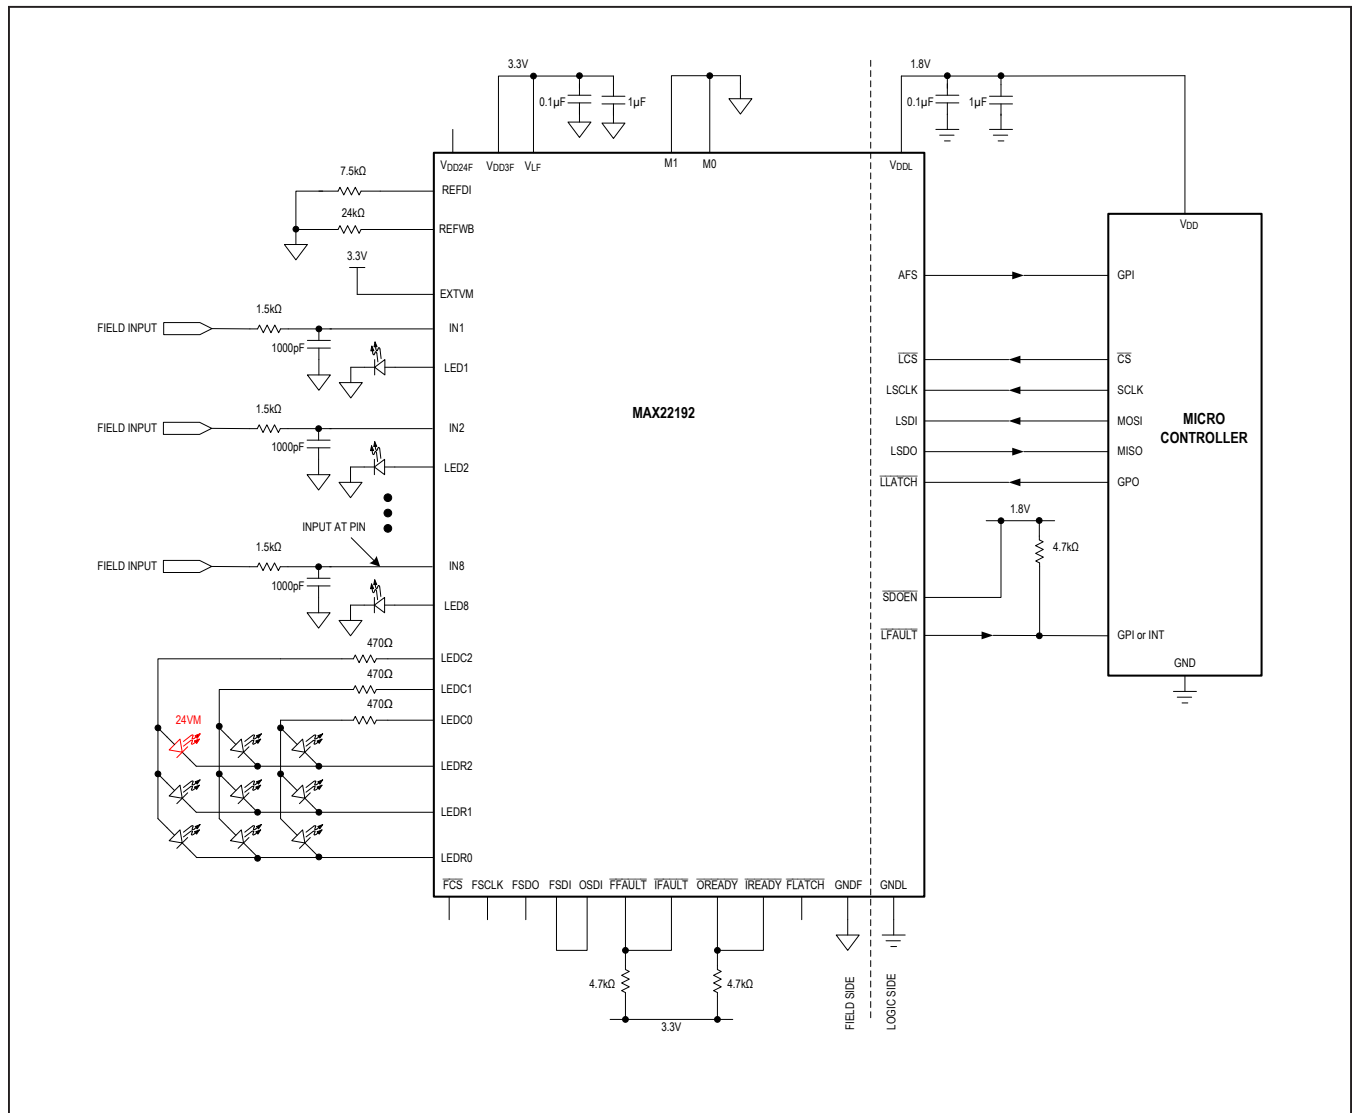 3.3V
1.8V
0.1µF
1µF
0.1µF
1µF
VDD24F
VDD3F
VLF
M1
M0
VDDL
7.5kΩ
REFDI
24kΩ
REFWB
VDD
3.3V
AFS
GPI
EXTVM
1.5kΩ
FIELD INPUT
IN1
1000pF
LCS
CS
LED1
LSCLK
SCLK
1.5kΩ
MAX22192
LSDI
MOSI
MICRO
CONTROLLER
FIELD INPUT
IN2
1000pF
LSDO
MISO
LED2
LLATCH
GPO
INPUT AT PIN
1.8V
1.5kΩ
4.7kΩ
FIELD INPUT
IN8
1000pF
SDOEN
LED8
LFAULT
GPI or INT
470Ω
LEDC2
GND
470Ω
LEDC1
470Ω
LEDC0
24VM
LEDR2
LEDR1
LEDR0
FCS
FSCLK
FSDO
FSDI
OSDI
FFAULT
IFAULT
OREADY
IREADY
FLATCH
GNDF
GNDL
4.7kΩ
4.7kΩ
3.3V
FIELD SIDE
LOGIC SIDE